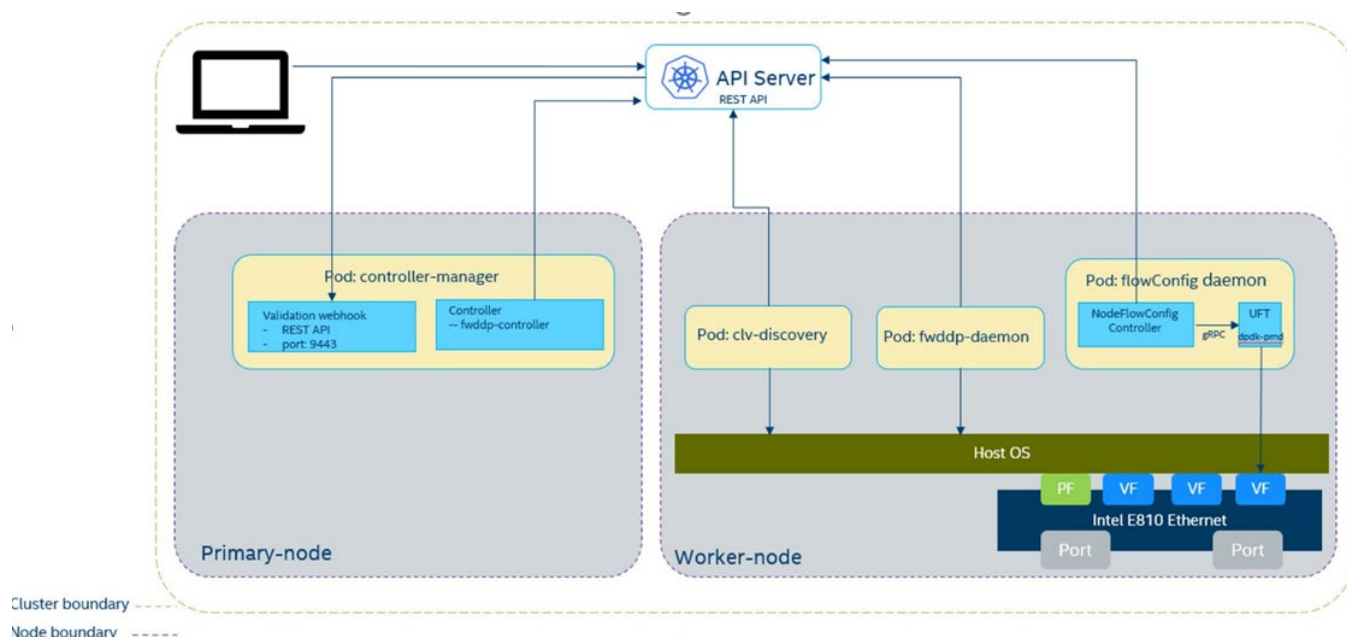 API Server
REST API
Pod: controller-manager
Validation webhook
- REST API
- port: 9443
Controller
-- fwddp-controller
Primary-node
Pod: clv-discovery
Pod: fwddp-daemon
Pod: flowConfig daemon
NodeFlowConfig
Controller
gRPC
UFT
dpdk-pmd
Host OS
PF
VF
VF
VF
Intel E810 Ethernet
Port
Port
Worker-node
Cluster boundary
Node boundary